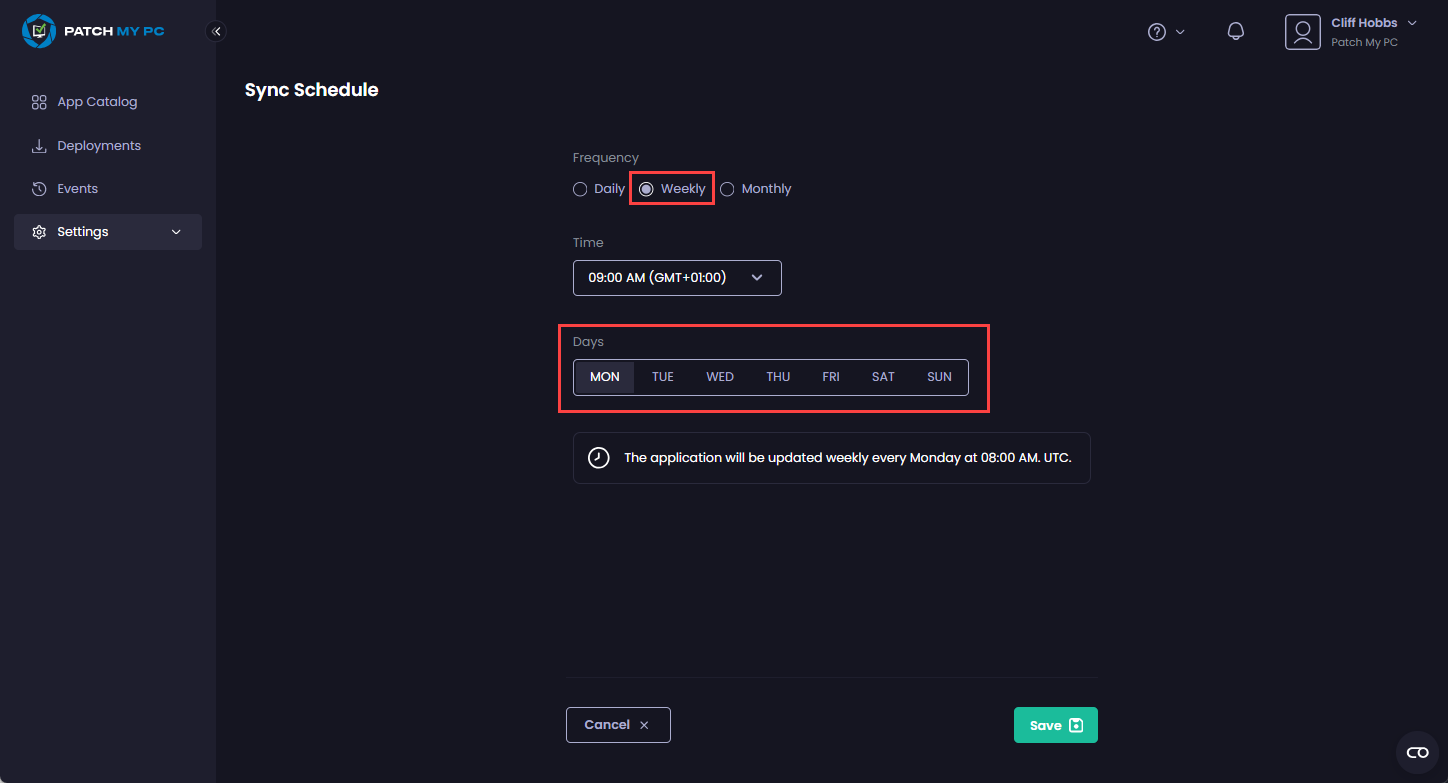 PATCH MY PC
Cliff Hobbs
Patch My PC
App Catalog
Deployments
Events
Settings
Sync Schedule
Frequency
Daily Weekly Monthly
Time
09:00 AM (GMT+01:00)
Days
MON TUE WED THU FRI SAT SUN
The application will be updated weekly every Monday at 08:00 AM. UTC.
Cancel
Save